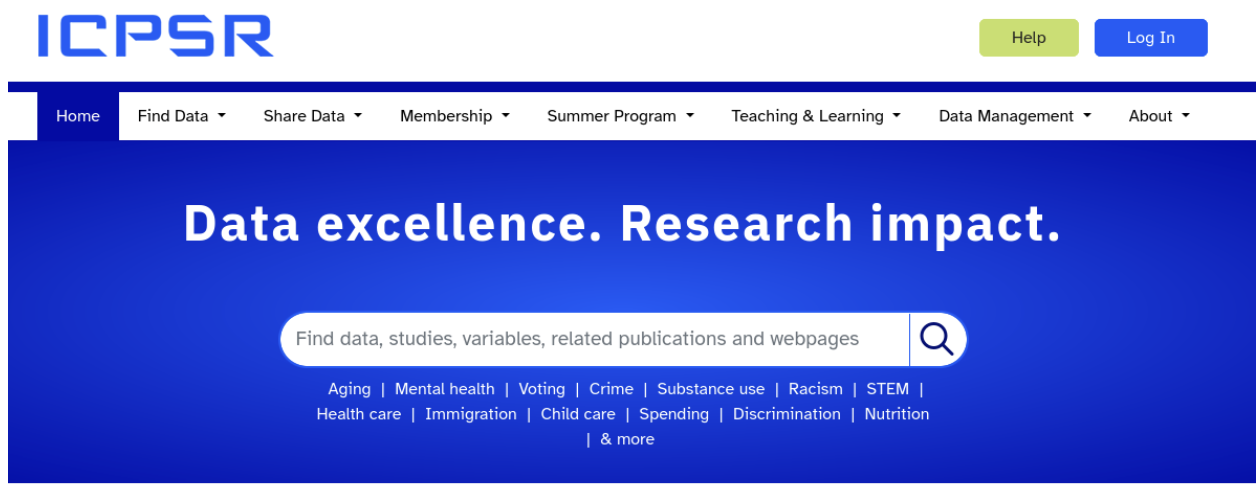 ICPSR
Help Log In
Home Find Data Share Data Membership Summer Program Teaching & Learning Data Management About
Data excellence. Research impact.
Find data, studies, variables, related publications and webpages
Aging | Mental health | Voting | Crime | Substance use | Racism | STEM |
Health care | Immigration | Child care | Spending | Discrimination | Nutrition
| & more